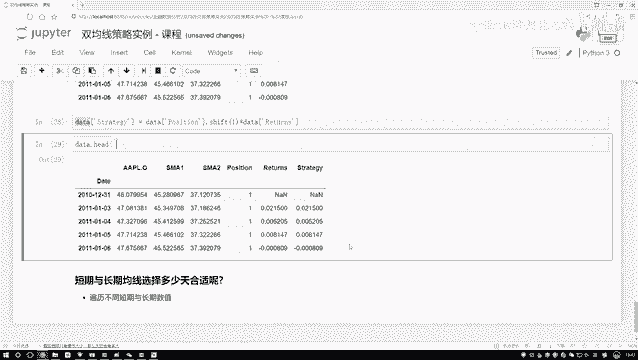 jupyter 双均线策略实例 - 课程 (unsaved changes)
File Edit View Insert Cell Kernel Widgets Help
Trusted Python 3
Code
2011-01-05 47.714238 45.466102 37.322266 1 0.008147
2011-01-06 47.675667 45.522565 37.392079 1 -0.000809
In [28]: data['Strategy'] = data['Position'].shift(1)*data['Returns']
In [29]: data.head()
Out[29]:
AAPL.O SMA1 SMA2 Position Returns Strategy
Date
2010-12-31 46.079954 45.280967 37.120735 1 NaN NaN
2011-01-03 47.081381 45.349708 37.186246 1 0.021500 0.021500
2011-01-04 47.327096 45.412589 37.252521 1 0.005205 0.005205
2011-01-05 47.714238 45.466102 37.322266 1 0.008147 0.008147
2011-01-06 47.675667 45.522565 37.392079 1 -0.000809 -0.000809
短期与长期均线选择多少天合适呢?
遍历不同短期与长期数值